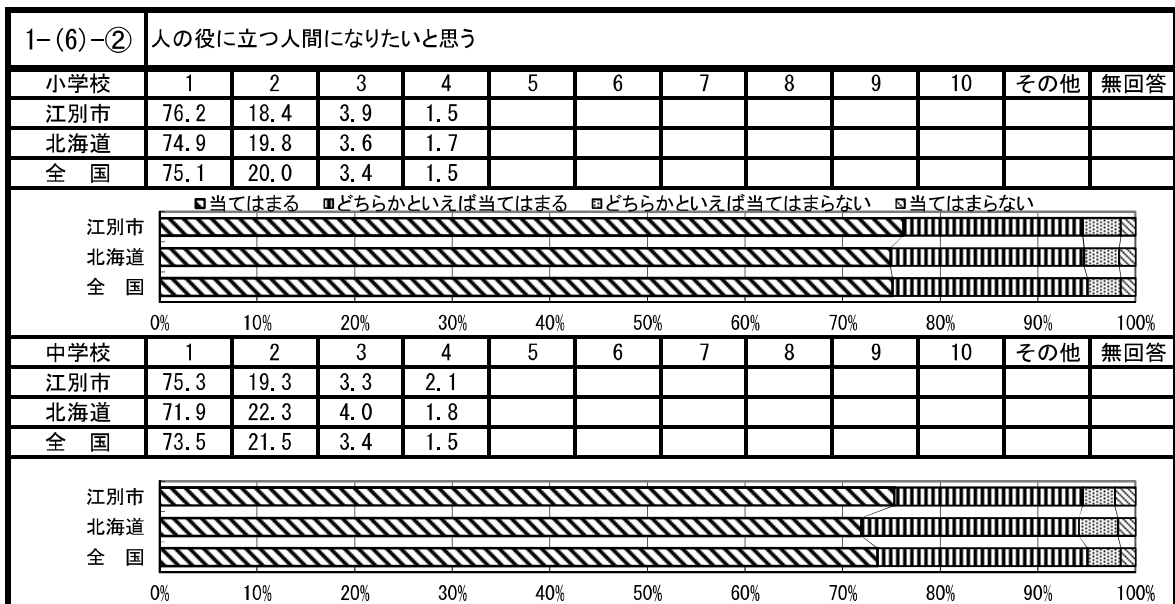 1-(6)-② 人の役に立つ人間になりたいと思う
小学校 1 2 3 4 5 6 7 8 9 10 その他 無回答
江別市 76.2 18.4 3.9 1.5
北海道 74.9 19.8 3.6 1.7
全　国 75.1 20.0 3.4 1.5
当てはまる どちらかといえば当てはまる どちらかといえば当てはまらない 当てはまらない
江別市
北海道
全　国
0% 10% 20% 30% 40% 50% 60% 70% 80% 90% 100%
中学校 1 2 3 4 5 6 7 8 9 10 その他 無回答
江別市 75.3 19.3 3.3 2.1
北海道 71.9 22.3 4.0 1.8
全　国 73.5 21.5 3.4 1.5
江別市
北海道
全　国
0% 10% 20% 30% 40% 50% 60% 70% 80% 90% 100%